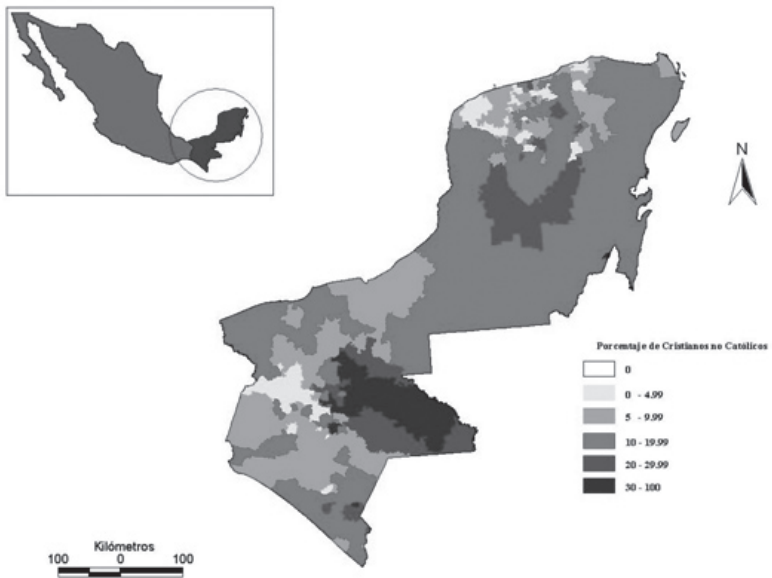 N
Porcentaje de Cristianos no Católicos
0
0 - 4.99
5 - 9.99
10 - 19.99
20 - 29.99
30 - 100
Kilómetros
100 0 100